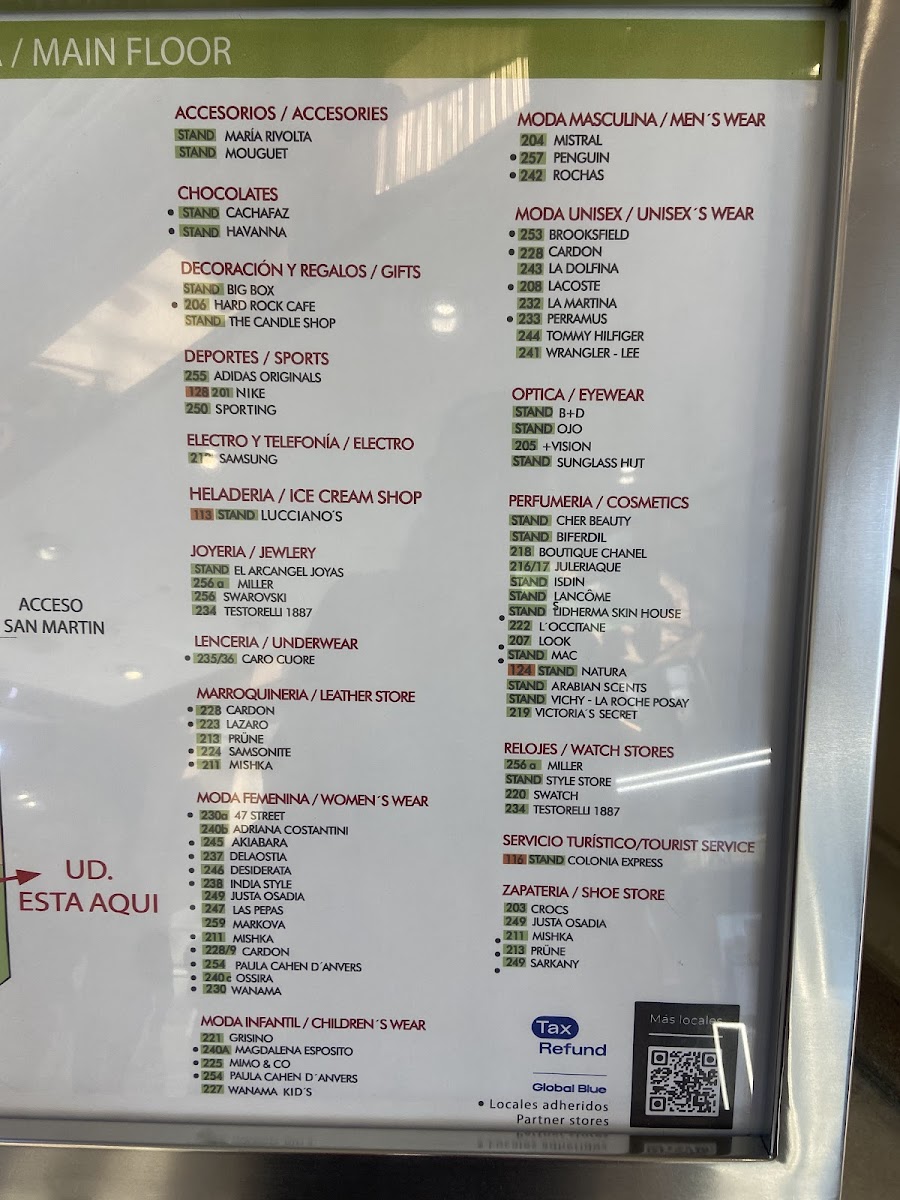 / MAIN FLOOR
ACCESORIOS / ACCESORIES
STAND MARÍA RIVOLTA
STAND MOUGUET
CHOCOLATES
• STAND CACHAFAZ
• STAND HAVANNA
DECORACIÓN Y REGALOS / GIFTS
STAND BIG BOX
• 206 HARD ROCK CAFE
STAND THE CANDLE SHOP
DEPORTES / SPORTS
255 ADIDAS ORIGINALS
128 201 NIKE
250 SPORTING
ELECTRO Y TELEFONÍA / ELECTRO
SAMSUNG
HELADERIA / ICE CREAM SHOP
113 STAND LUCCIANO´S
JOYERIA / JEWLERY
STAND EL ARCANGEL JOYAS
256 a MILLER
256 SWAROVSKI
234 TESTORELLI 1887
LENCERIA / UNDERWEAR
• 235/36 CARO CUORE
MARROQUINERIA / LEATHER STORE
• 228 CARDON
• 223 LAZARO
213 PRÜNE
• 224 SAMSONITE
• 211 MISHKA
MODA FEMENINA / WOMEN´S WEAR
• 230a 47 STREET
240b ADRIANA COSTANTINI
• 245 AKIABARA
• 237 DELAOSTIA
• 246 DESIDERATA
• 238 INDIA STYLE
249 JUSTA OSADIA
• 247 LAS PEPAS
259 MARKOVA
• 211 MISHKA
• 228/9 CARDON
• 254 PAULA CAHEN D´ANVERS
• 240 c OSSIRA
• 230 WANAMA
MODA INFANTIL / CHILDREN´S WEAR
221 GRISINO
• 240A MAGDALENA ESPOSITO
• 225 MIMO & CO
• 254 PAULA CAHEN D´ANVERS
227 WANAMA KID´S
MODA MASCULINA / MEN´S WEAR
204 MISTRAL
• 257 PENGUIN
• 242 ROCHAS
MODA UNISEX / UNISEX´S WEAR
• 253 BROOKSFIELD
• 228 CARDON
243 LA DOLFINA
• 208 LACOSTE
232 LA MARTINA
• 233 PERRAMUS
244 TOMMY HILFIGER
241 WRANGLER - LEE
OPTICA / EYEWEAR
STAND B+D
STAND OJO
205 +VISION
STAND SUNGLASS HUT
PERFUMERIA / COSMETICS
STAND CHER BEAUTY
STAND BIFERDIL
218 BOUTIQUE CHANEL
216/17 JULERIAQUE
STAND ISDIN
STAND LANCÔME
• STAND LIDHERMA SKIN HOUSE
222 L´OCCITANE
• 207 LOOK
• STAND MAC
124 STAND NATURA
STAND ARABIAN SCENTS
STAND VICHY - LA ROCHE POSAY
219 VICTORIA´S SECRET
RELOJES / WATCH STORES
256 a MILLER
STAND STYLE STORE
220 SWATCH
234 TESTORELLI 1887
SERVICIO TURÍSTICO/TOURIST SERVICE
116 STAND COLONIA EXPRESS
ZAPATERIA / SHOE STORE
203 CROCS
249 JUSTA OSADIA
• 211 MISHKA
• 213 PRÜNE
• 249 SARKANY
ACCESO
SAN MARTIN
UD.
ESTA AQUI
Tax
Refund
Global Blue
• Locales adheridos
Partner stores
Más locales